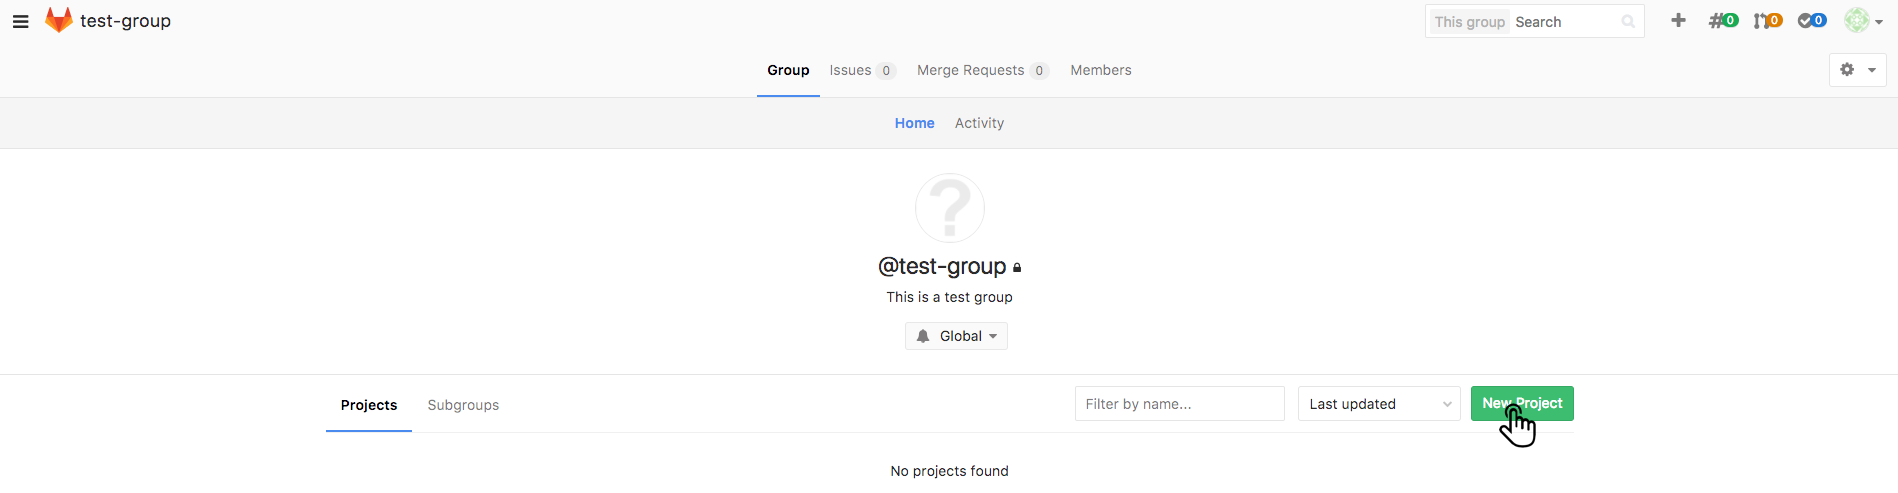 test-group
This group Search
0 0 0
Group Issues 0 Merge Requests 0 Members
Home Activity
?
@test-group
This is a test group
Global
Projects Subgroups Filter by name... Last updated New Project
No projects found